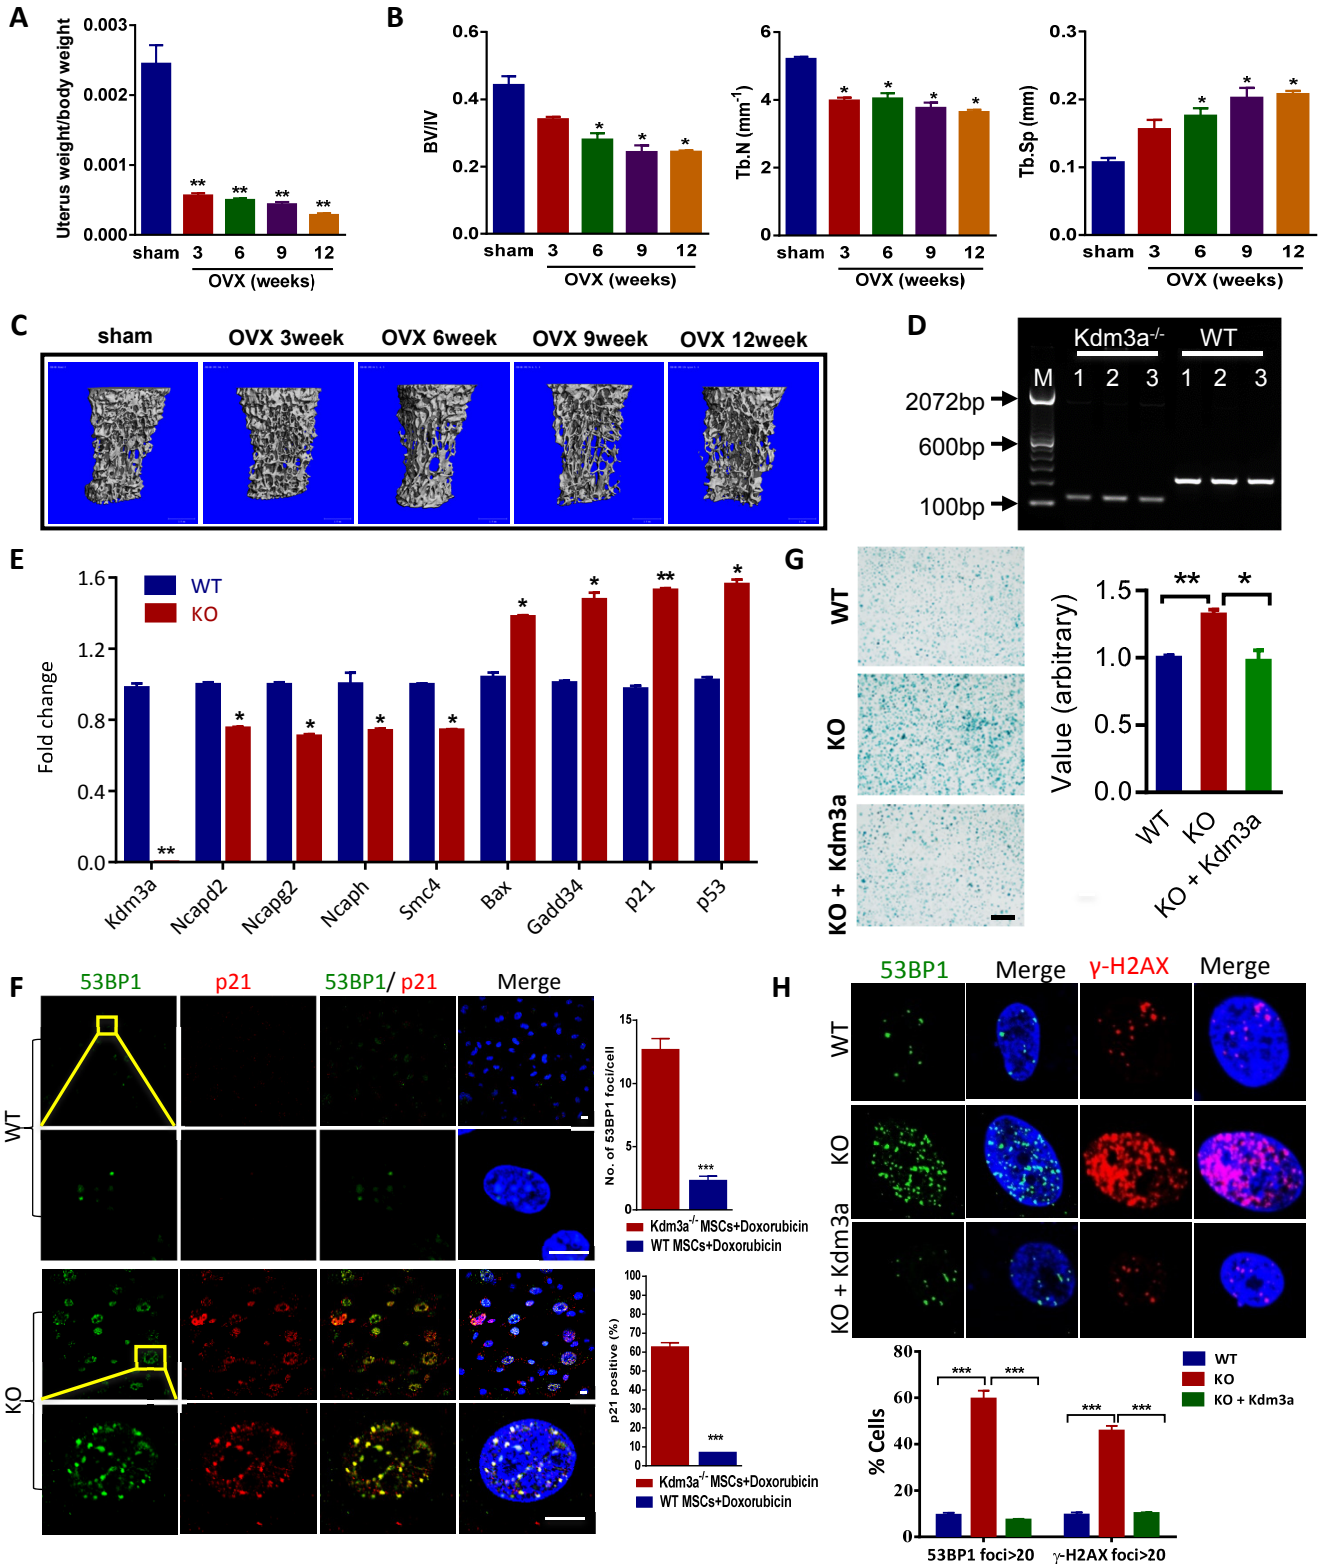 A
Uterus weight/body weight
0.003
0.002
0.001
0.000
** ** ** **
sham 3 6 9 12
OVX (weeks)
B
BV/IV
0.6
0.4
0.2
0.0
* * *
sham 3 6 9 12
OVX (weeks)
Tb.N (mm⁻¹)
6
4
2
0
* * * *
sham 3 6 9 12
OVX (weeks)
Tb.Sp (mm)
0.3
0.2
0.1
0.0
* * *
sham 3 6 9 12
OVX (weeks)
C
sham OVX 3week OVX 6week OVX 9week OVX 12week
D
Kdm3a⁻/⁻ WT
M 1 2 3 1 2 3
2072bp
600bp
100bp
E
Fold change
1.6
1.2
0.8
0.4
0.0
WT
KO
** * * * * * * ** *
Kdm3a Ncapd2 Ncapg2 Ncaph Smc4 Bax Gadd34 p21 p53
G
WT
KO
KO + Kdm3a
Value (arbitrary)
1.5
1.0
0.5
0.0
** *
WT KO KO + Kdm3a
F
53BP1 p21 53BP1/ p21 Merge
WT
KO
No. of 53BP1 foci/cell
15
10
5
0
***
Kdm3a⁻/⁻ MSCs+Doxorubicin
WT MSCs+Doxorubicin
p21 positive (%)
100
90
80
70
60
50
40
30
20
10
0
***
Kdm3a⁻/⁻ MSCs+Doxorubicin
WT MSCs+Doxorubicin
H
53BP1 Merge γ-H2AX Merge
WT
KO
KO + Kdm3a
% Cells
80
60
40
20
0
*** ***
*** ***
WT
KO
KO + Kdm3a
53BP1 foci>20 γ-H2AX foci>20